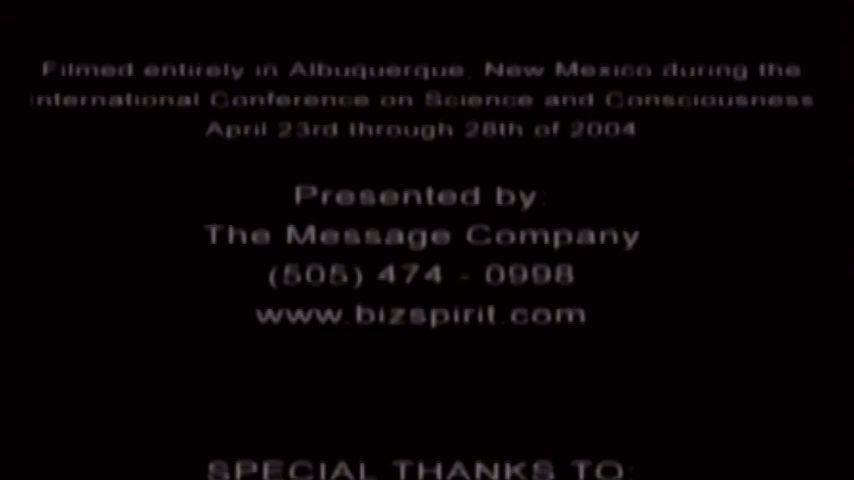 Filmed entirely in Albuquerque, New Mexico during the
International Conference on Science and Consciousness
April 23rd through 28th of 2004
Presented by:
The Message Company
(505) 474 - 0998
www.bizspirit.com
SPECIAL THANKS TO: